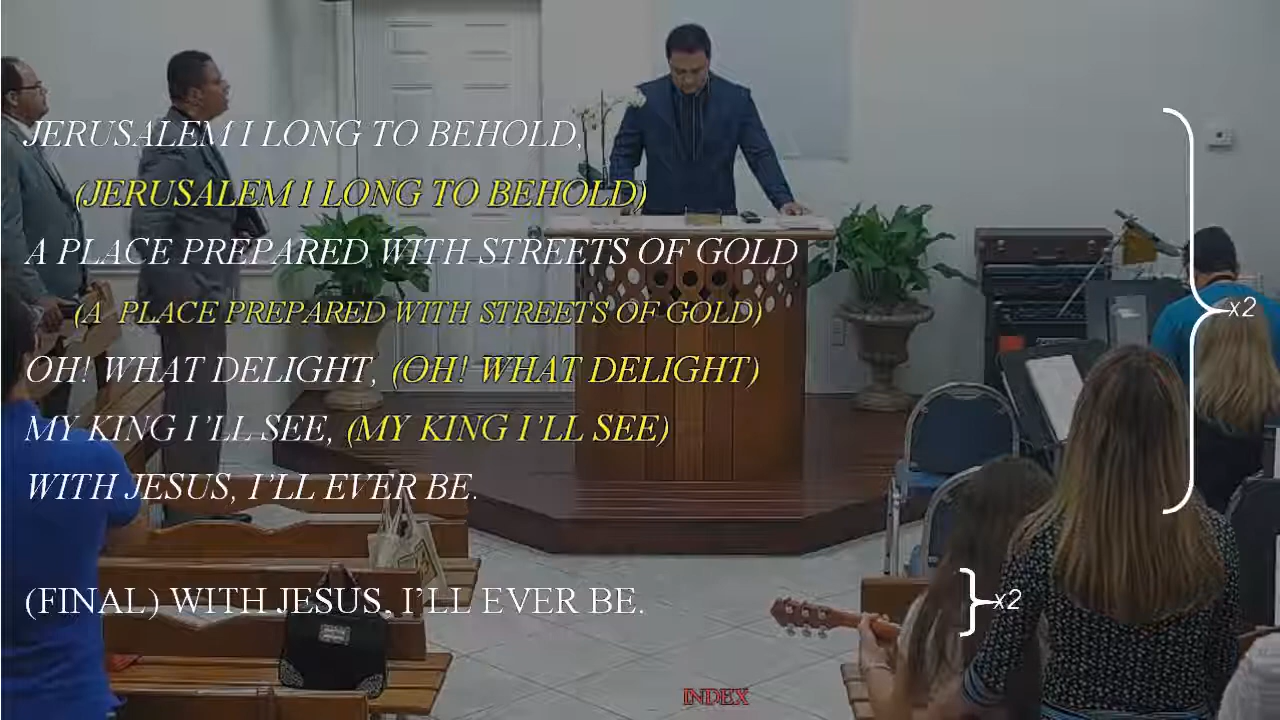 JERUSALEM I LONG TO BEHOLD,
(JERUSALEM I LONG TO BEHOLD)
A PLACE PREPARED WITH STREETS OF GOLD
(A PLACE PREPARED WITH STREETS OF GOLD)
OH! WHAT DELIGHT, (OH! WHAT DELIGHT)
MY KING I'LL SEE, (MY KING I'LL SEE)
WITH JESUS, I'LL EVER BE.
x2
(FINAL) WITH JESUS, I'LL EVER BE.
x2
INDEX